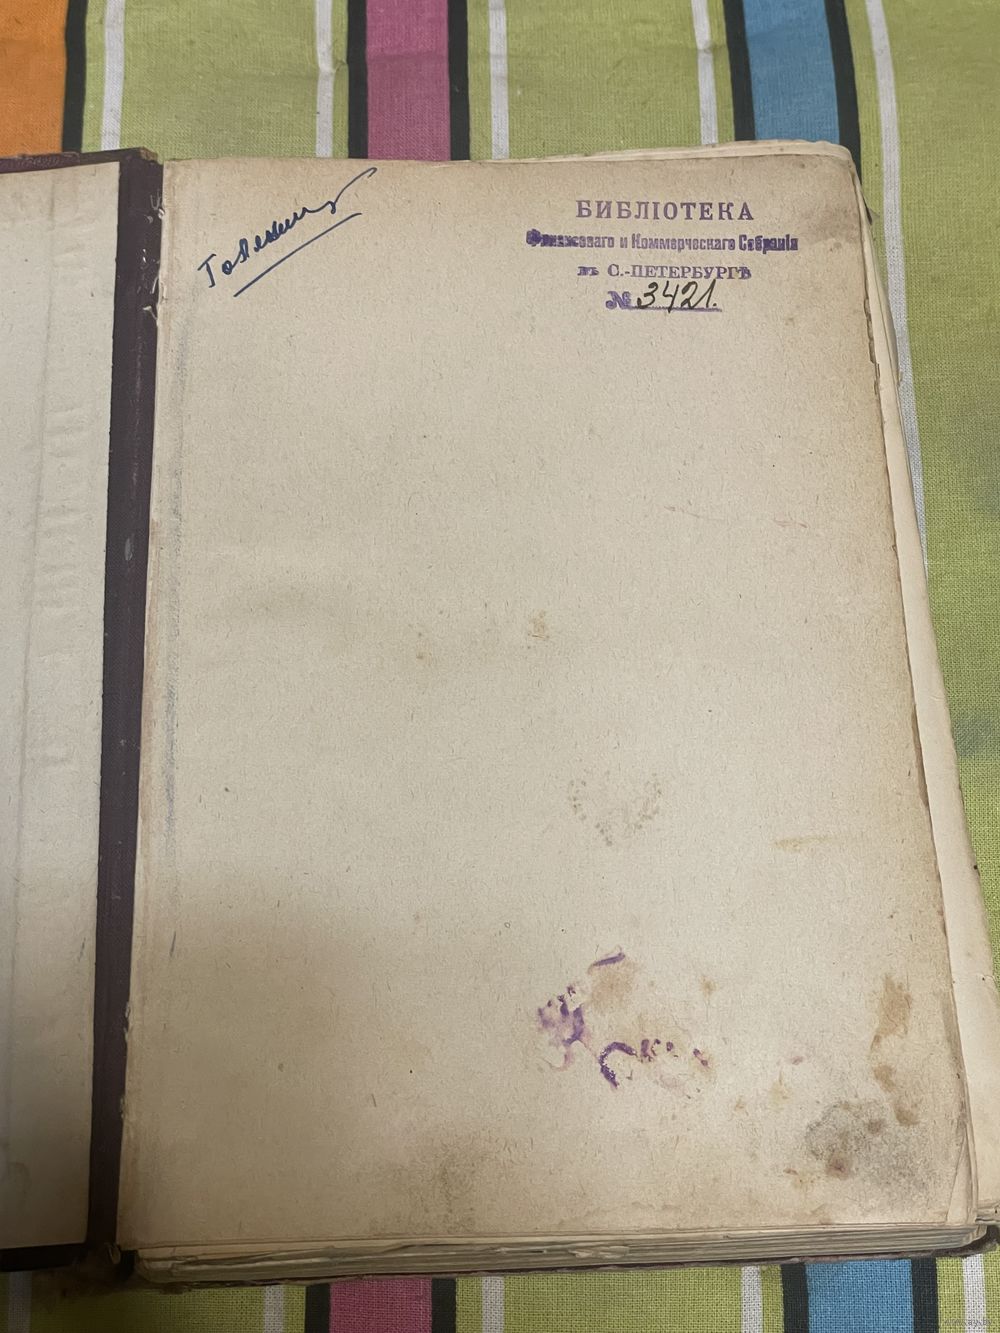 БИБЛІОТЕКА
Финансоваго и Коммерческаго Собранія
въ С.-ПЕТЕРБУРГѢ
№ 3421.